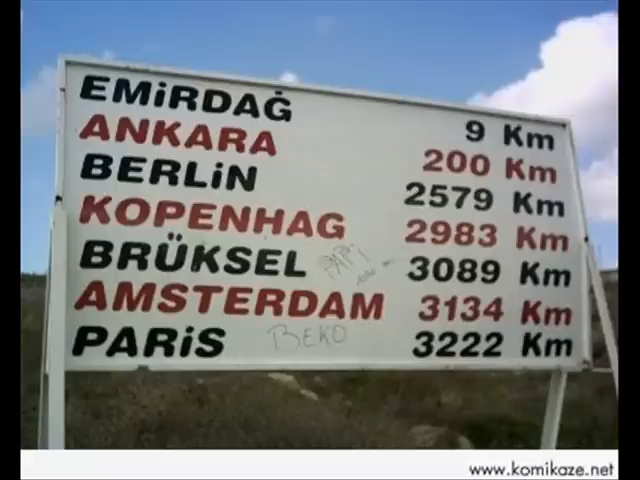 EMiRDAĞ 9 Km
ANKARA 200 Km
BERLiN 2579 Km
KOPENHAG 2983 Km
BRÜKSEL 3089 Km
AMSTERDAM 3134 Km
PARiS 3222 Km
BEKO
www.komikaze.net